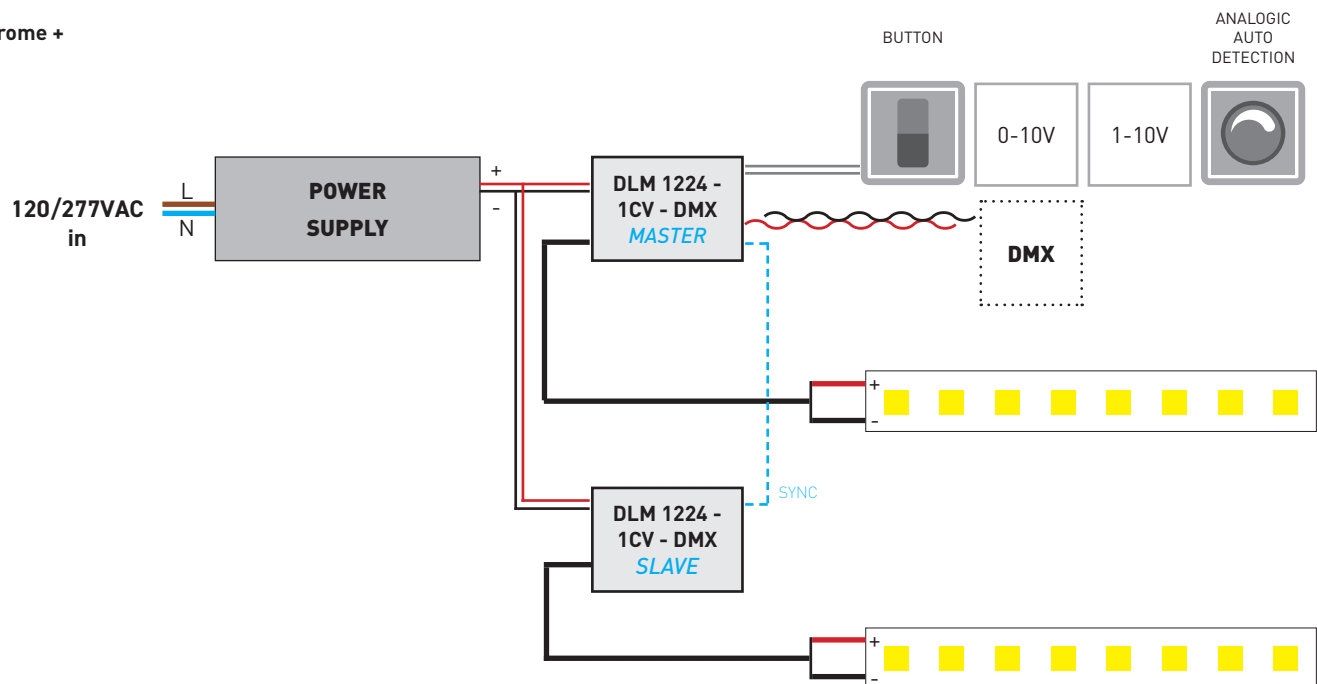 rome +
BUTTON
ANALOGIC
AUTO
DETECTION
0-10V
1-10V
120/277VAC
in
L
N
POWER
SUPPLY
+
-
DLM 1224 -
1CV - DMX
MASTER
DMX
+
-
SYNC
DLM 1224 -
1CV - DMX
SLAVE
+
-